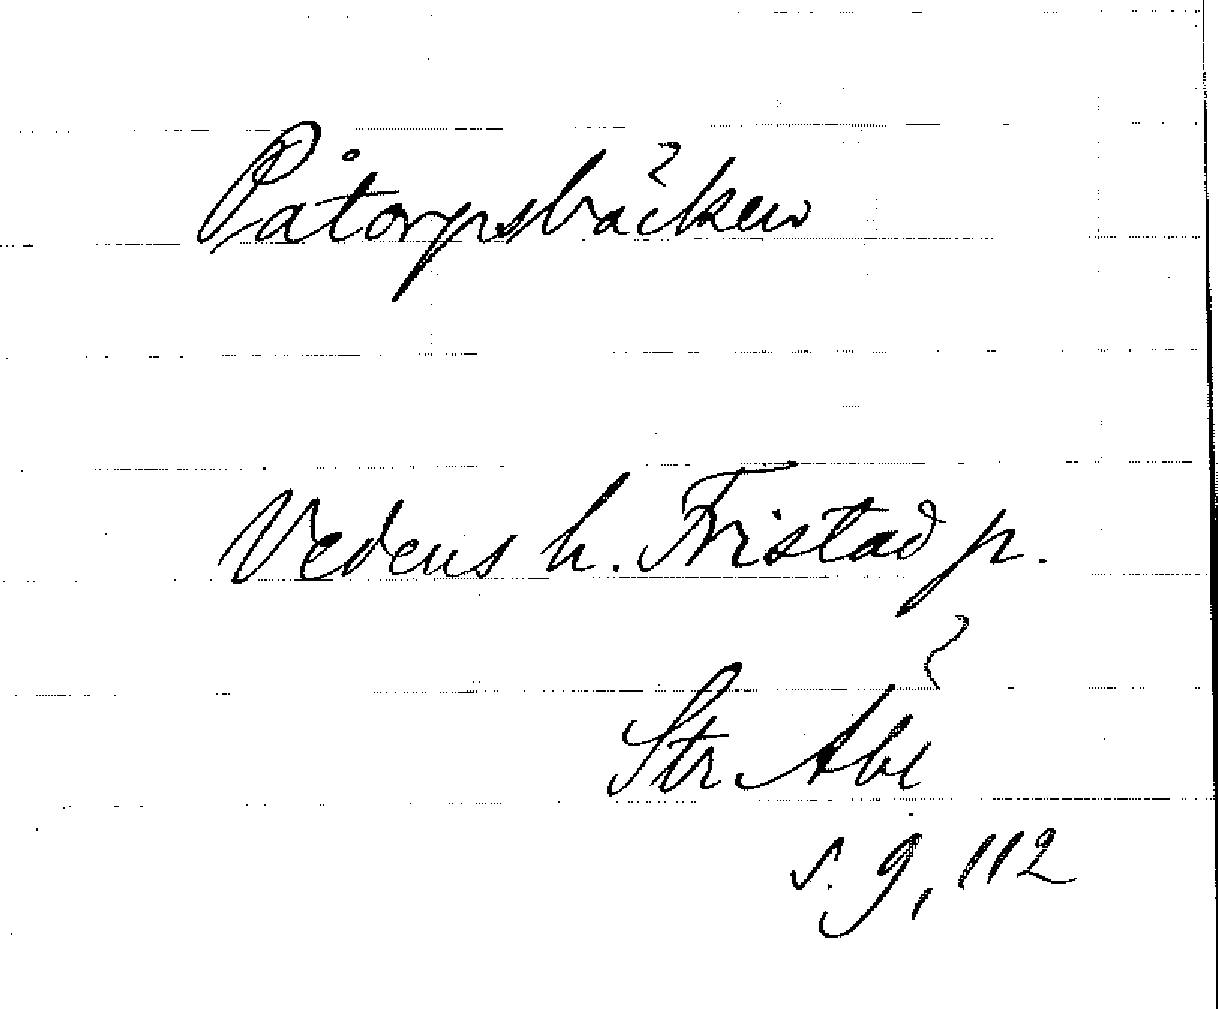 Påtorpsbäcken
Vedens h. Fristad p.
Str Abl
s. 9, 112